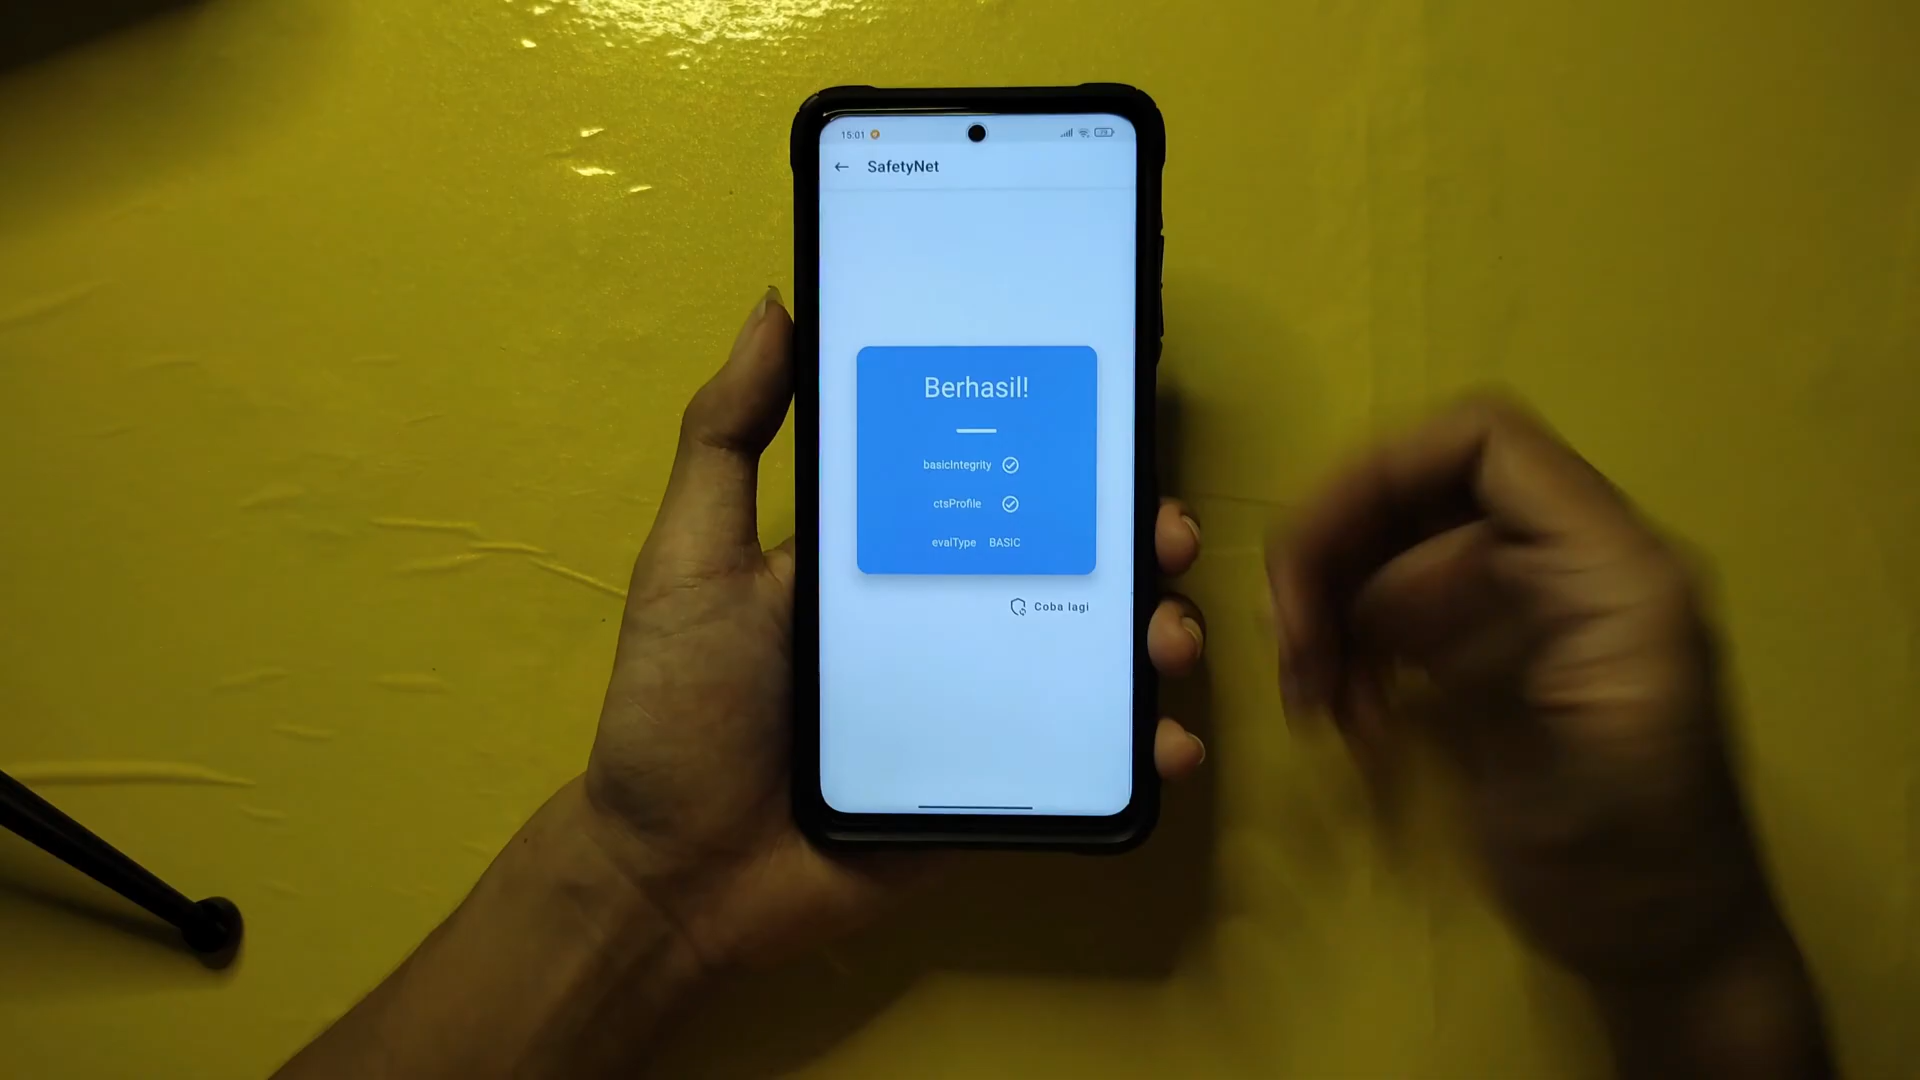 15:01
SafetyNet
Berhasil!
basicIntegrity
ctsProfile
evalType BASIC
Coba lagi